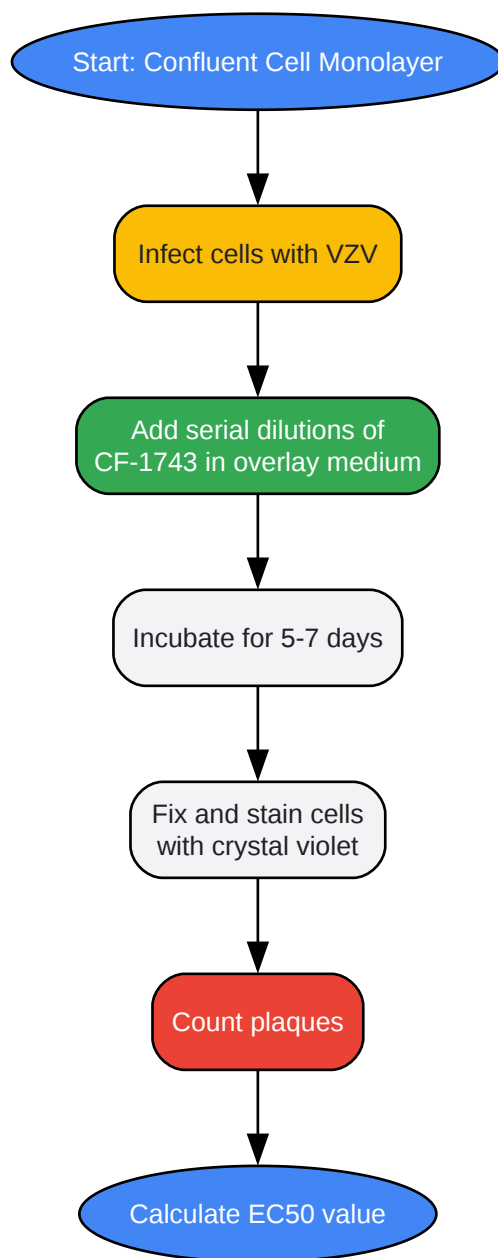 Start: Confluent Cell Monolayer
Infect cells with VZV
Add serial dilutions of
CF-1743 in overlay medium
Incubate for 5-7 days
Fix and stain cells
with crystal violet
Count plaques
Calculate EC50 value